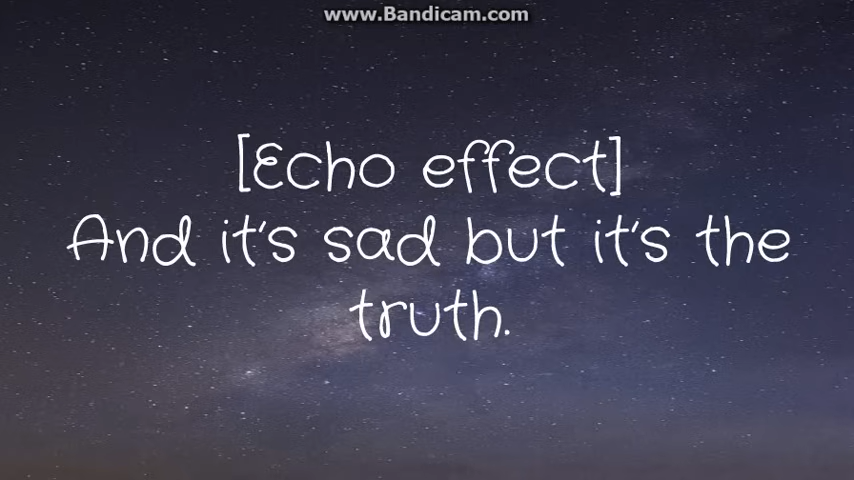 www.Bandicam.com
[Echo effect]
And it's sad but it's the
truth.